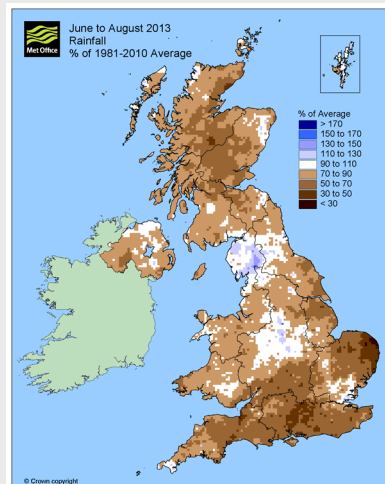 Met Office
June to August 2013
Rainfall
% of 1981-2010 Average
% of Average
> 170
150 to 170
130 to 150
110 to 130
90 to 110
70 to 90
50 to 70
30 to 50
< 30
© Crown copyright